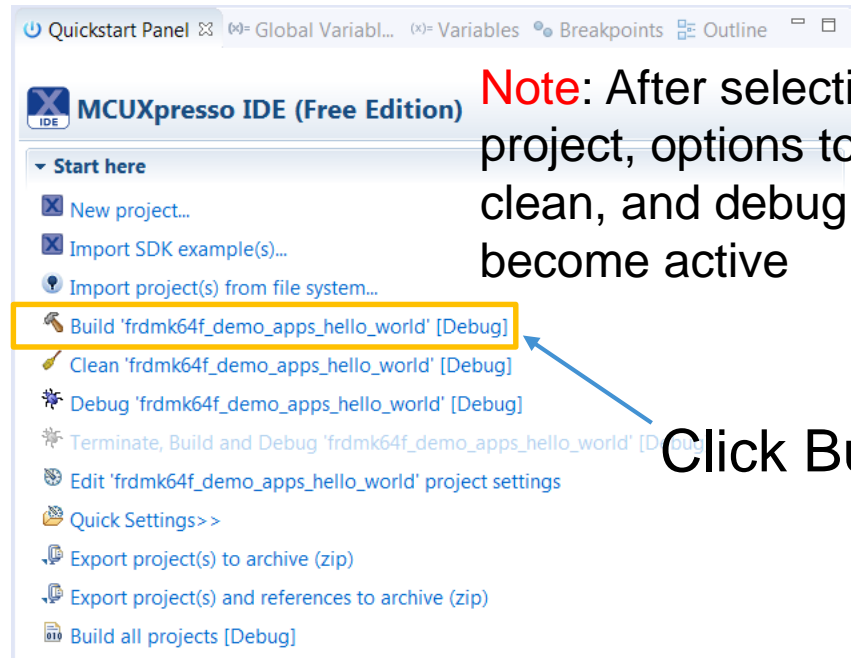 Quickstart Panel (x)= Global Variabl... (x)= Variables Breakpoints Outline
IDE
MCUXpresso IDE (Free Edition)
Note: After
project, options
clean, and debug
become active
Start here
New project...
Import SDK example(s)...
Import project(s) from file system...
Build 'frdmk64f_demo_apps_hello_world' [Debug]
Clean 'frdmk64f_demo_apps_hello_world' [Debug]
Debug 'frdmk64f_demo_apps_hello_world' [Debug]
Terminate, Build and Debug 'frdmk64f_demo_apps_hello_world' [Debug]
Click
Edit 'frdmk64f_demo_apps_hello_world' project settings
Quick Settings>>
Export project(s) to archive (zip)
Export project(s) and references to archive (zip)
010 Build all projects [Debug]